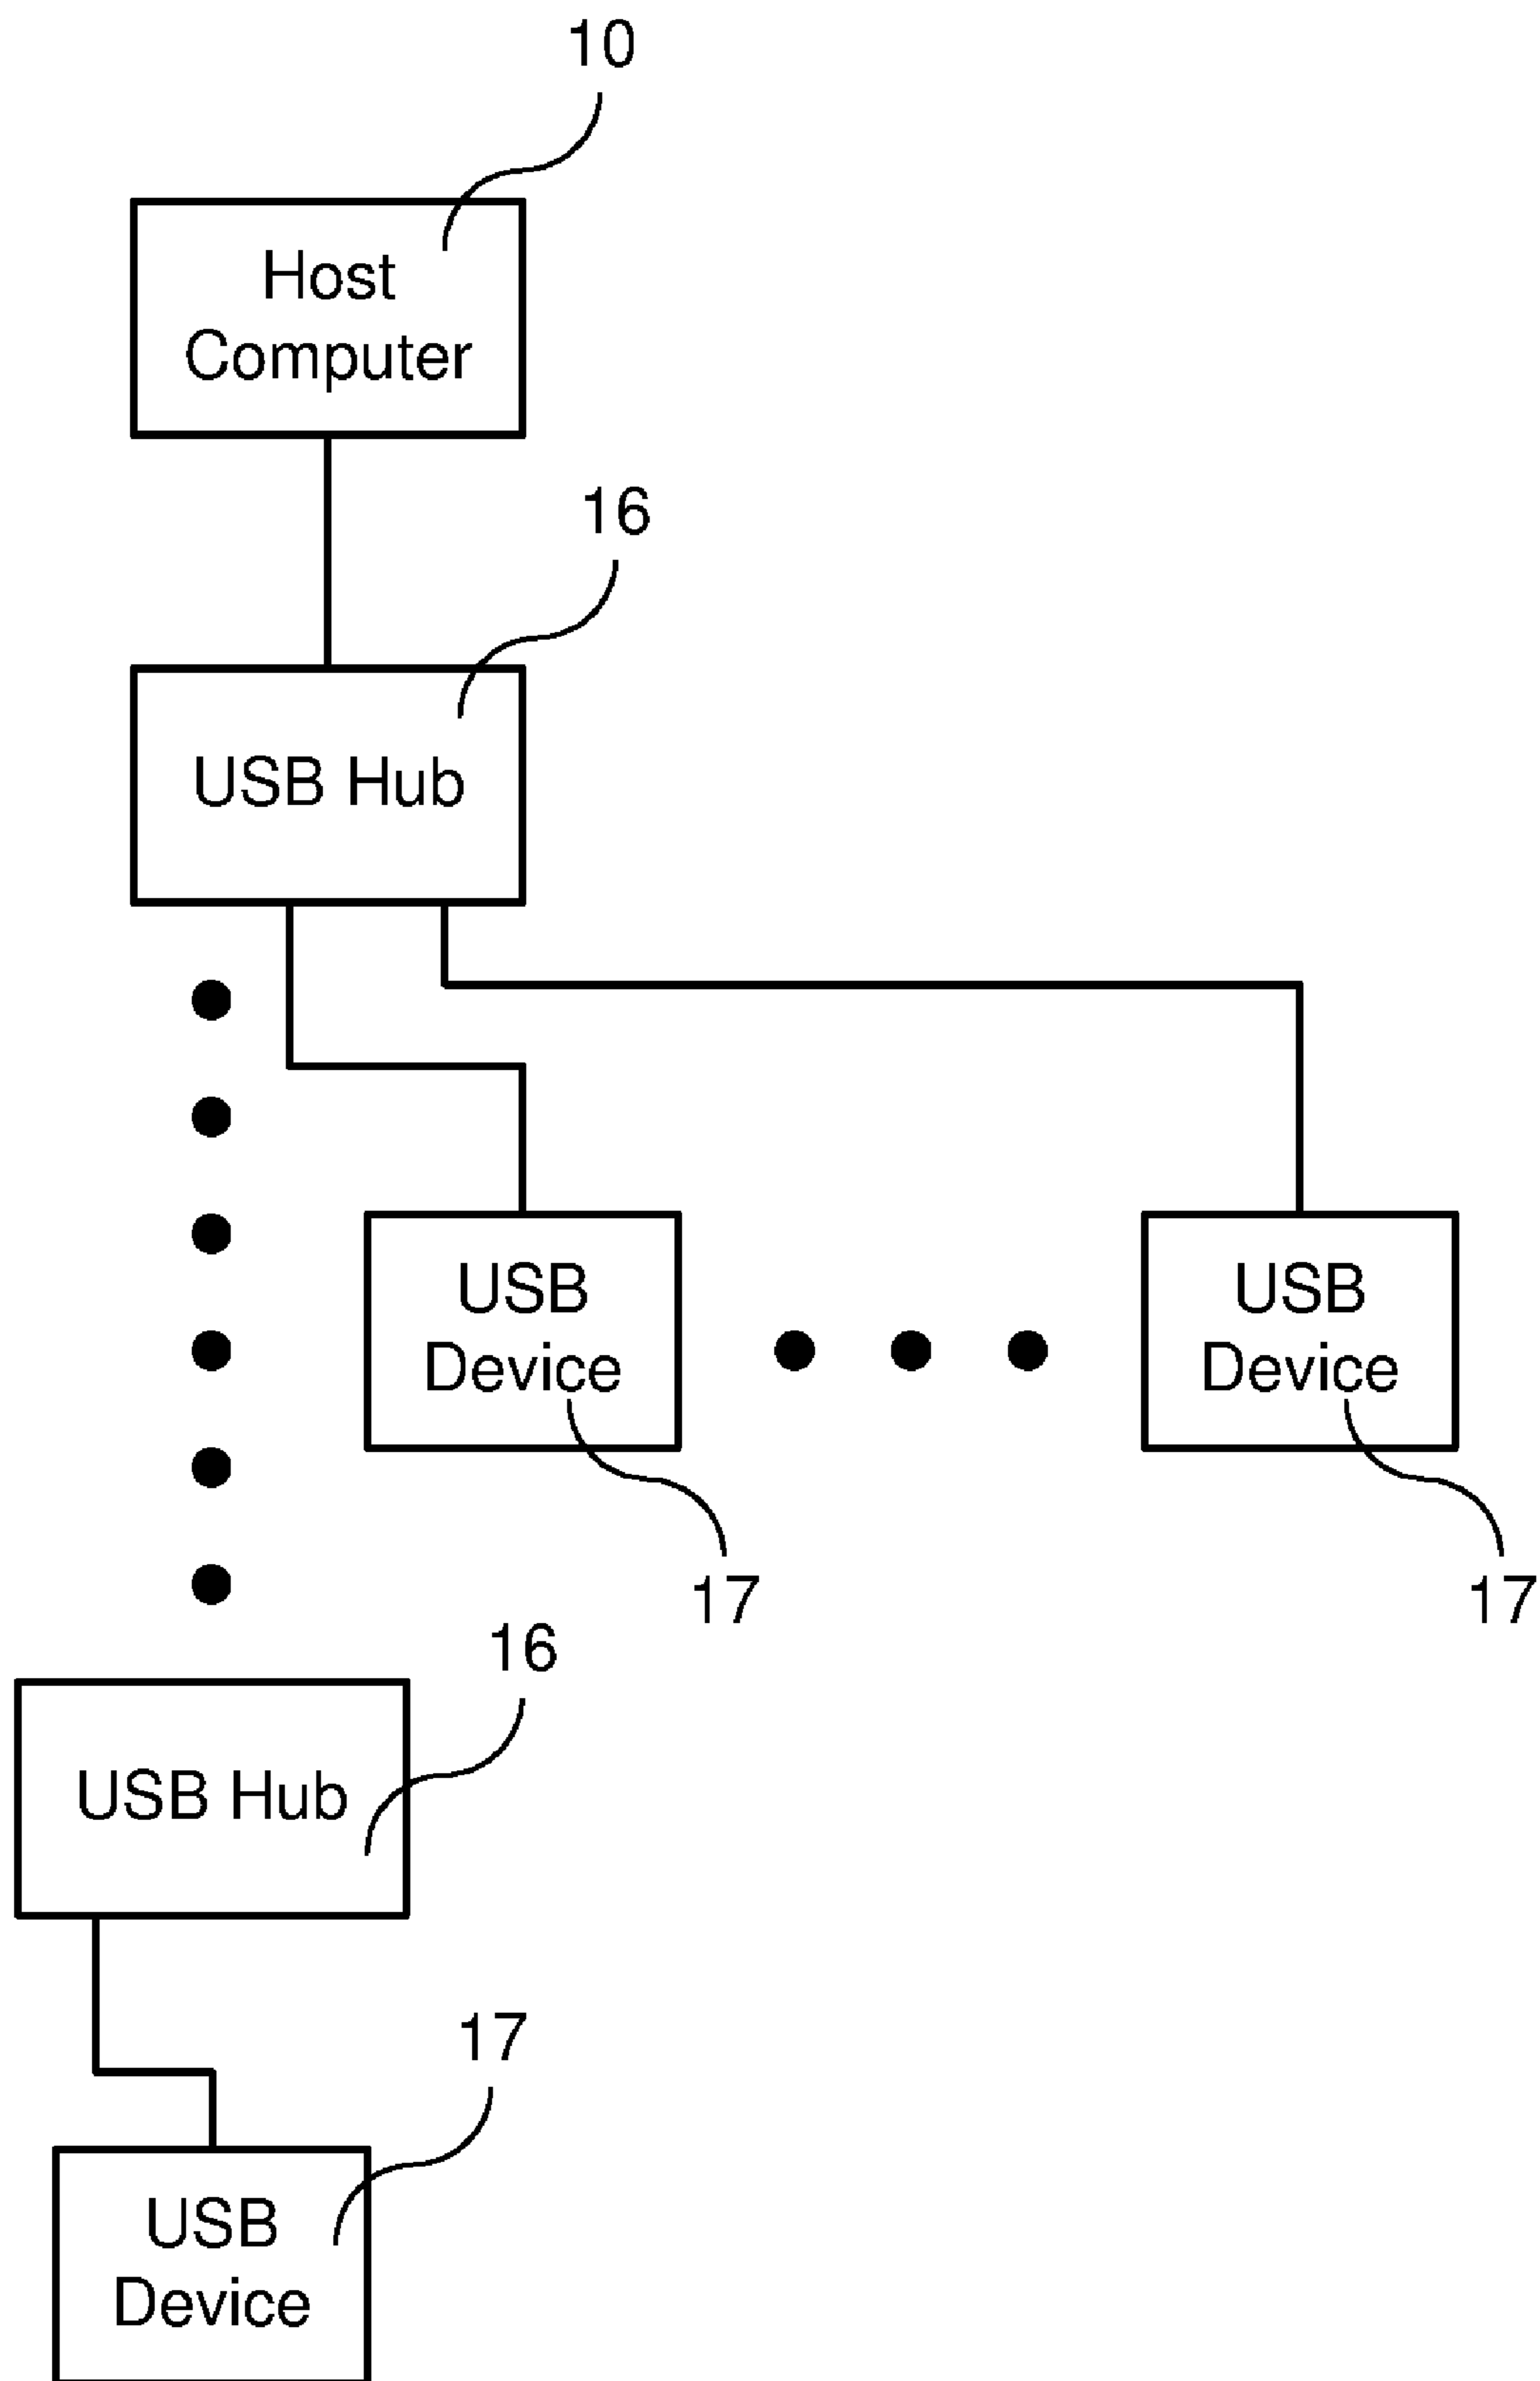 10
Host
Computer
16
USB Hub
USB
Device
USB
Device
17
17
16
USB Hub
17
USB
Device